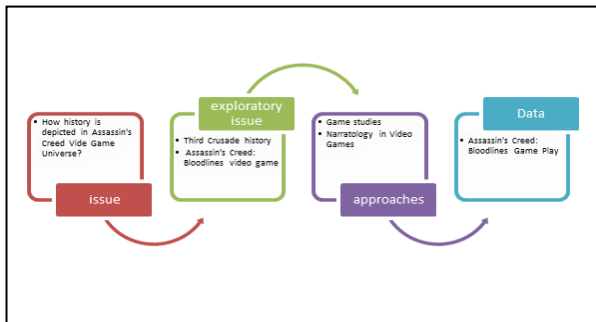 • How history is
depicted in Assassin's
Creed Vide Game
Universe?
issue
exploratory
issue
• Third Crusade history
• Assassin's Creed:
Bloodlines video game
• Game studies
• Narratology in Video
Games
approaches
Data
• Assassin's Creed:
Bloodlines Game Play